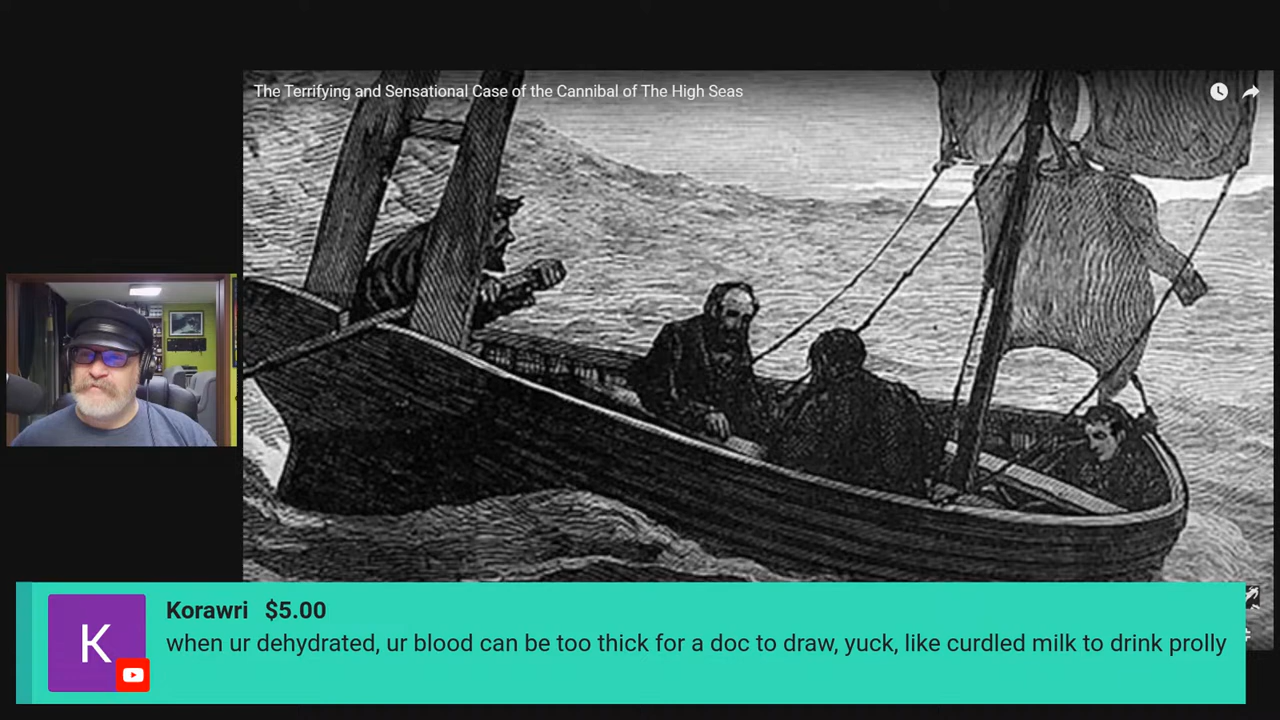 The Terrifying and Sensational Case of the Cannibal of The High Seas
K
Korawri $5.00
when ur dehydrated, ur blood can be too thick for a doc to draw, yuck, like curdled milk to drink prolly